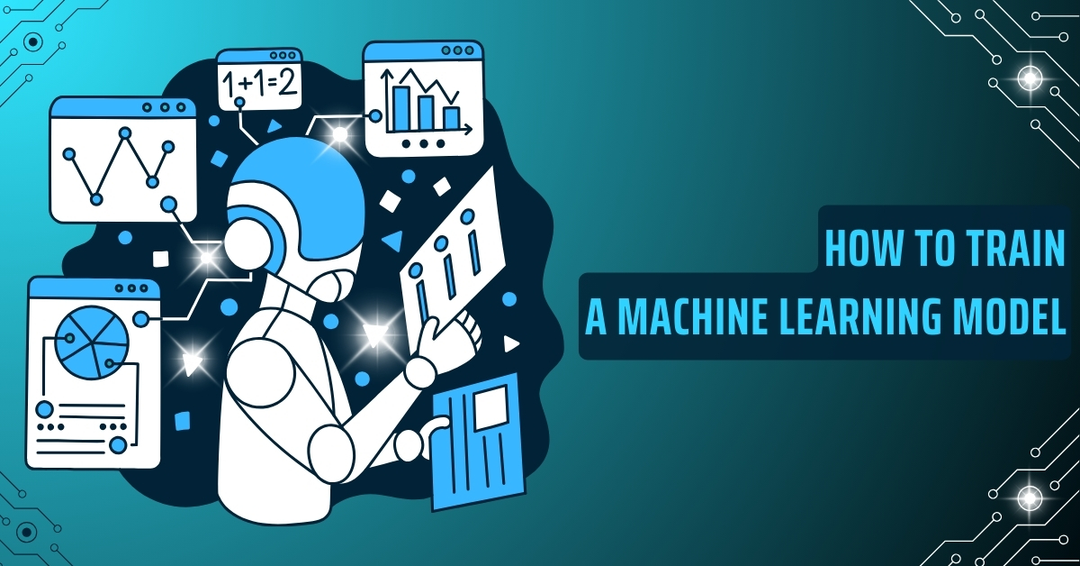 1+1=2
HOW TO TRAIN
A MACHINE LEARNING MODEL